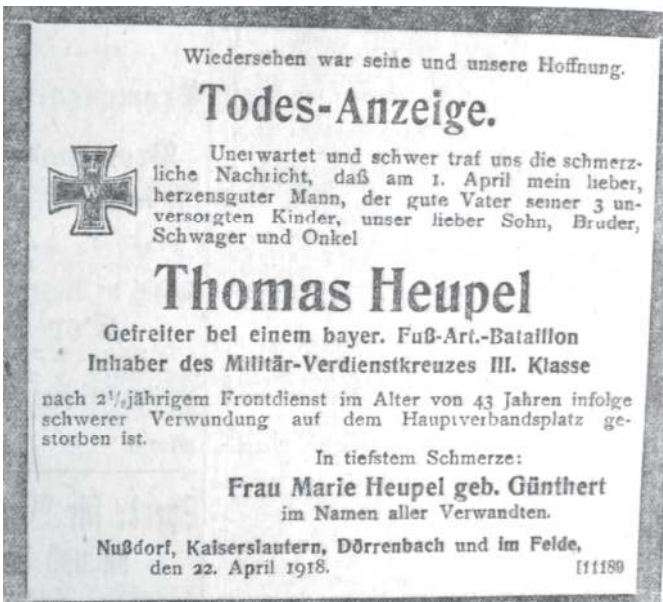 Wiedersehen war seine und unsere Hoffnung.
Todes-Anzeige.
Unerwartet und schwer traf uns die schmerz-
liche Nachricht, daß am 1. April mein lieber,
herzensguter Mann, der gute Vater seiner 3 un-
versorgten Kinder, unser lieber Sohn, Bruder,
Schwager und Onkel
W
Thomas Heupel
Gefreiter bei einem bayer. Fuß-Art.-Bataillon
Inhaber des Militär-Verdienstkreuzes III. Klasse
nach 2½jährigem Frontdienst im Alter von 43 Jahren infolge
schwerer Verwundung auf dem Hauptverbandsplatz ge-
storben ist.
In tiefstem Schmerze:
Frau Marie Heupel geb. Günthert
im Namen aller Verwandten.
Nußdorf, Kaiserslautern, Dörrenbach und im Felde,
den 22. April 1918.
[11189